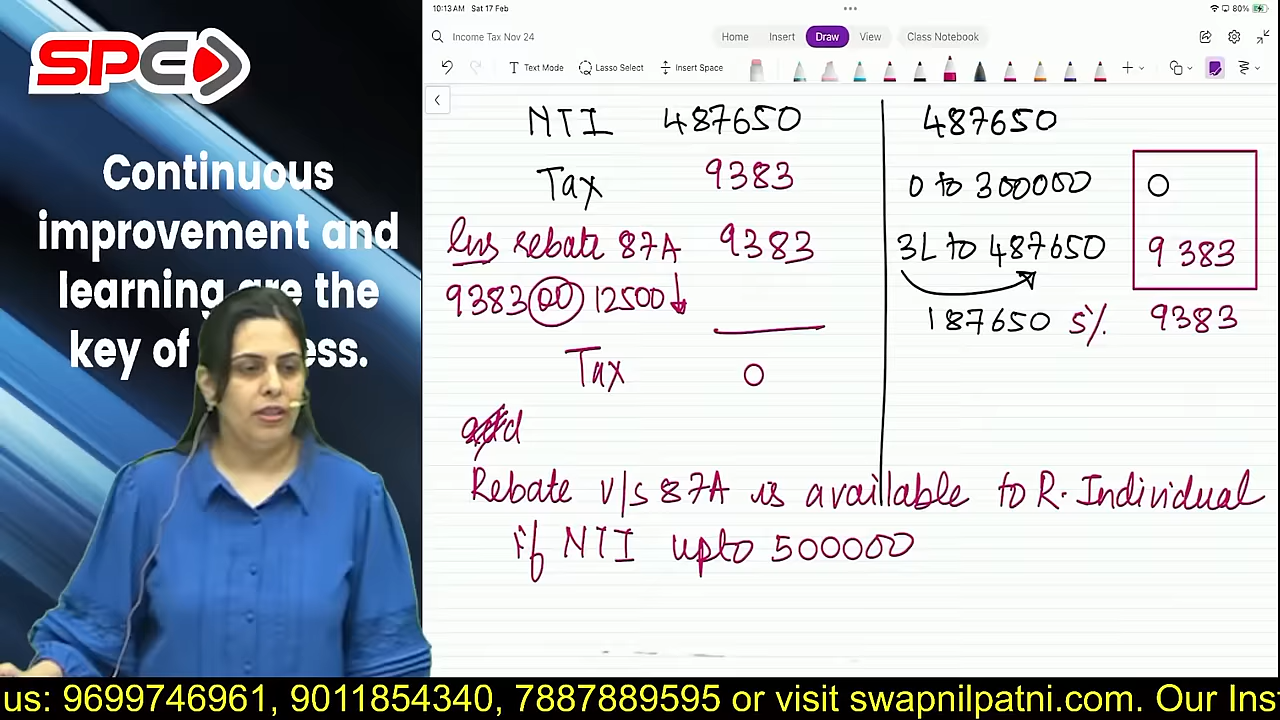 SPC
Continuous
improvement and
learning are the
key of
ess.
10:13AM Sat 17 Feb
80%
Income Tax Nov 24
Home Insert Draw View Class Notebook
Text Mode Lasso Select Insert Space
NTI 487650
Tax 9383
less rebate 87A 9383
9383 OR 12500↓
Tax 0
487650
0 to 300000 0
3L to 487650 9383
187650 5% 9383
add
Rebate v/s 87A is available to R. Individual
if NTI upto 500000
us: 9699746961, 9011854340, 7887889595 or visit swapnilpatni.com. Our Ins